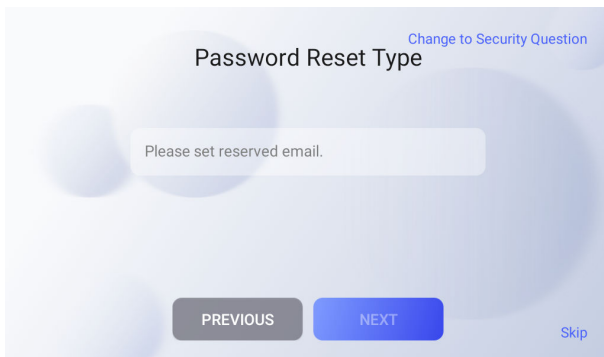 Change to Security Question
Password Reset Type
Please set reserved email.
PREVIOUS
NEXT
Skip